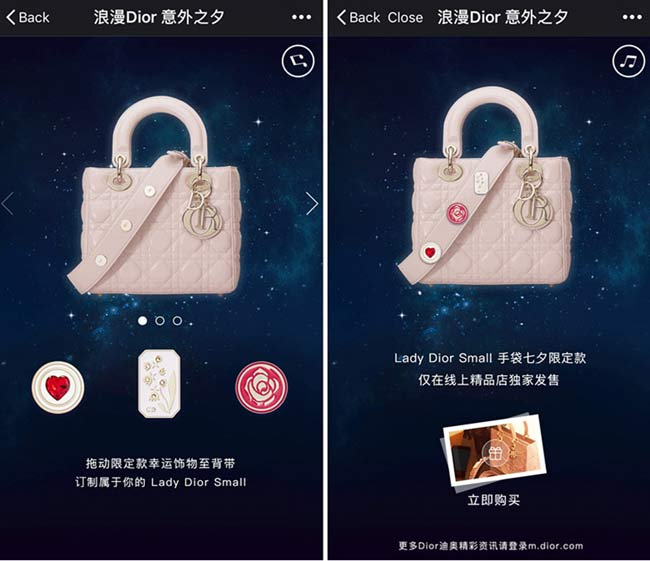 Back
浪漫Dior 意外之夕
拖动限定款幸运饰物至背带
订制属于你的 Lady Dior Small
Back Close
浪漫Dior 意外之夕
Lady Dior Small 手袋七夕限定款
仅在线上精品店独家发售
立即购买
更多Dior迪奥精彩资讯请登录m.dior.com